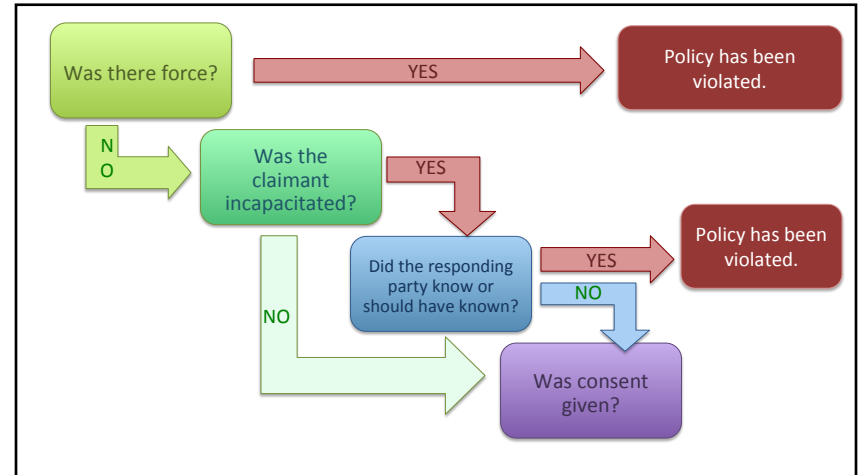 Was there force?
YES
Policy has been
violated.
N
O
Was the
claimant
incapacitated?
YES
Did the responding
party know or
should have known?
YES
Policy has been
violated.
NO
NO
Was consent
given?